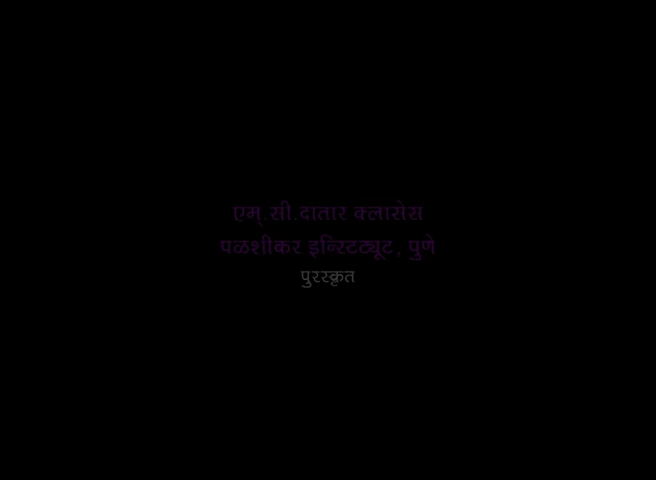 एम्.सी.दातार क्लासेस
पळशीकर इन्स्टिट्यूट, पुणे
पुरस्कृत